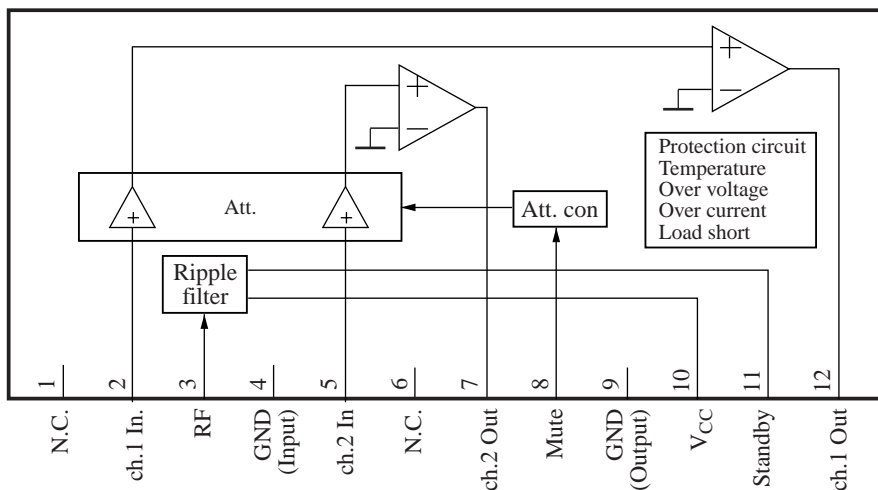 +
−
+
−
Protection circuit
Temperature
Over voltage
Over current
Load short
+
Att.
+
Att. con
Ripple
filter
1
2
3
4
5
6
7
8
9
10
11
12
N.C.
ch.1 In.
RF
GND
(Input)
ch.2 In
N.C.
ch.2 Out
Mute
GND
(Output)
VCC
Standby
ch.1 Out